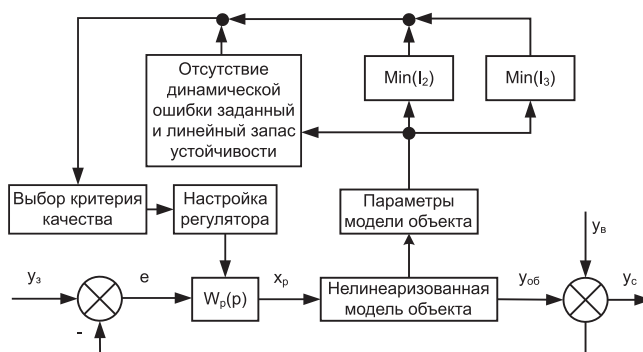 Отсутствие
динамической
ошибки заданный
и линейный запас
устойчивости
Min(I₂)
Min(I₃)
Выбор критерия
качества
Настройка
регулятора
Параметры
модели объекта
yв
yз
e
Wр(p)
xр
Нелинеаризованная
модель объекта
yоб
yс
-